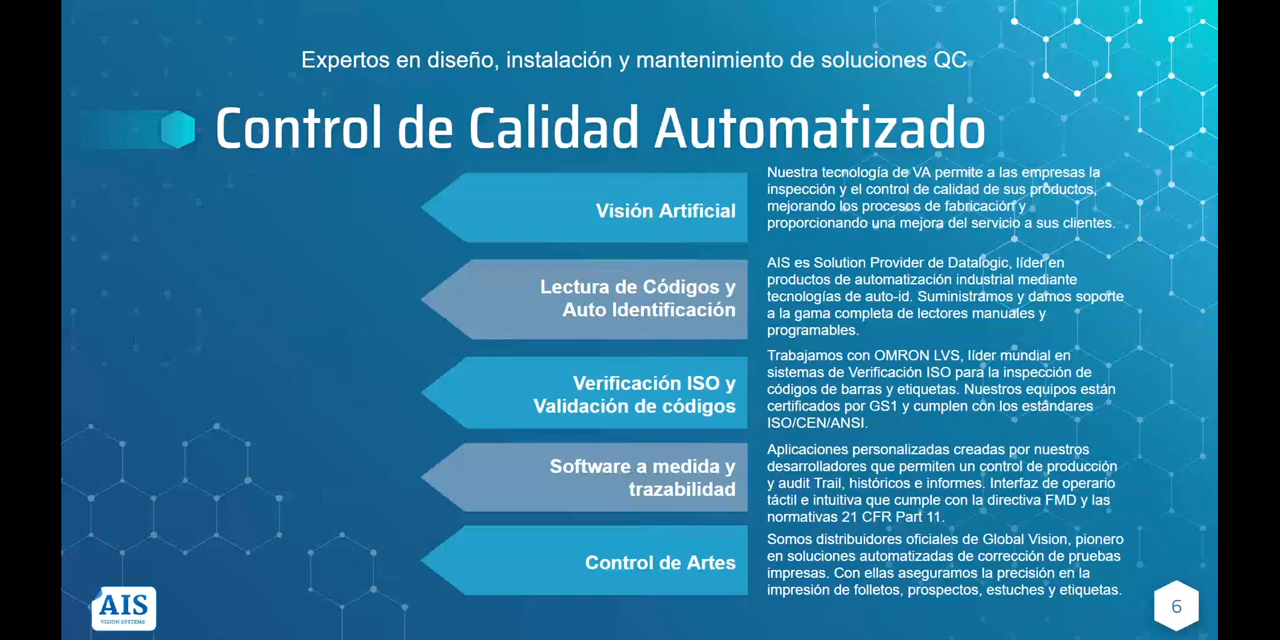 Expertos en diseño, instalación y mantenimiento de soluciones QC
Control de Calidad Automatizado
Visión Artificial
Nuestra tecnología de VA permite a las empresas la
inspección y el control de calidad de sus productos,
mejorando los procesos de fabricación y
proporcionando una mejora del servicio a sus clientes.
Lectura de Códigos y
Auto Identificación
AIS es Solution Provider de Datalogic, líder en
productos de automatización industrial mediante
tecnologías de auto-id. Suministramos y damos soporte
a la gama completa de lectores manuales y
programables.
Verificación ISO y
Validación de códigos
Trabajamos con OMRON LVS, líder mundial en
sistemas de Verificación ISO para la inspección de
códigos de barras y etiquetas. Nuestros equipos están
certificados por GS1 y cumplen con los estándares
ISO/CEN/ANSI.
Software a medida y
trazabilidad
Aplicaciones personalizadas creadas por nuestros
desarrolladores que permiten un control de producción
y audit Trail, históricos e informes. Interfaz de operario
táctil e intuitiva que cumple con la directiva FMD y las
normativas 21 CFR Part 11.
Control de Artes
Somos distribuidores oficiales de Global Vision, pionero
en soluciones automatizadas de corrección de pruebas
impresas. Con ellas aseguramos la precisión en la
impresión de folletos, prospectos, estuches y etiquetas.
AIS
VISION SYSTEMS
6